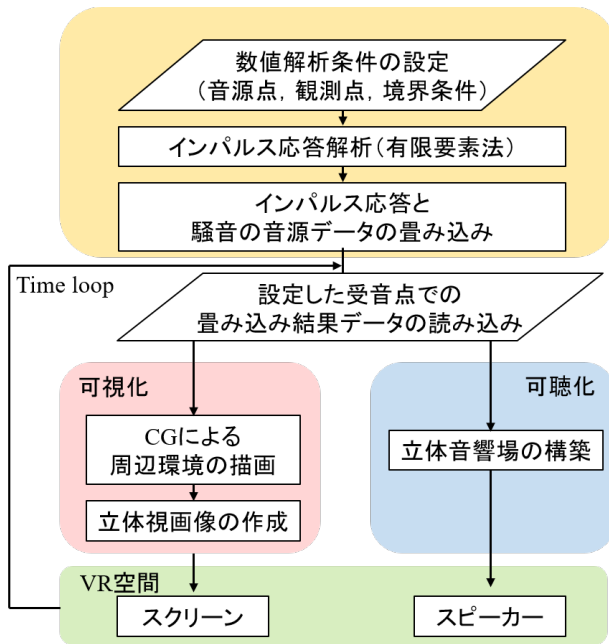 数値解析条件の設定
（音源点，観測点，境界条件）
インパルス応答解析（有限要素法）
インパルス応答と
騒音の音源データの畳み込み
Time loop
設定した受音点での
畳み込み結果データの読み込み
可視化
可聴化
CGによる
周辺環境の描画
立体音響場の構築
立体視画像の作成
VR空間
スクリーン
スピーカー